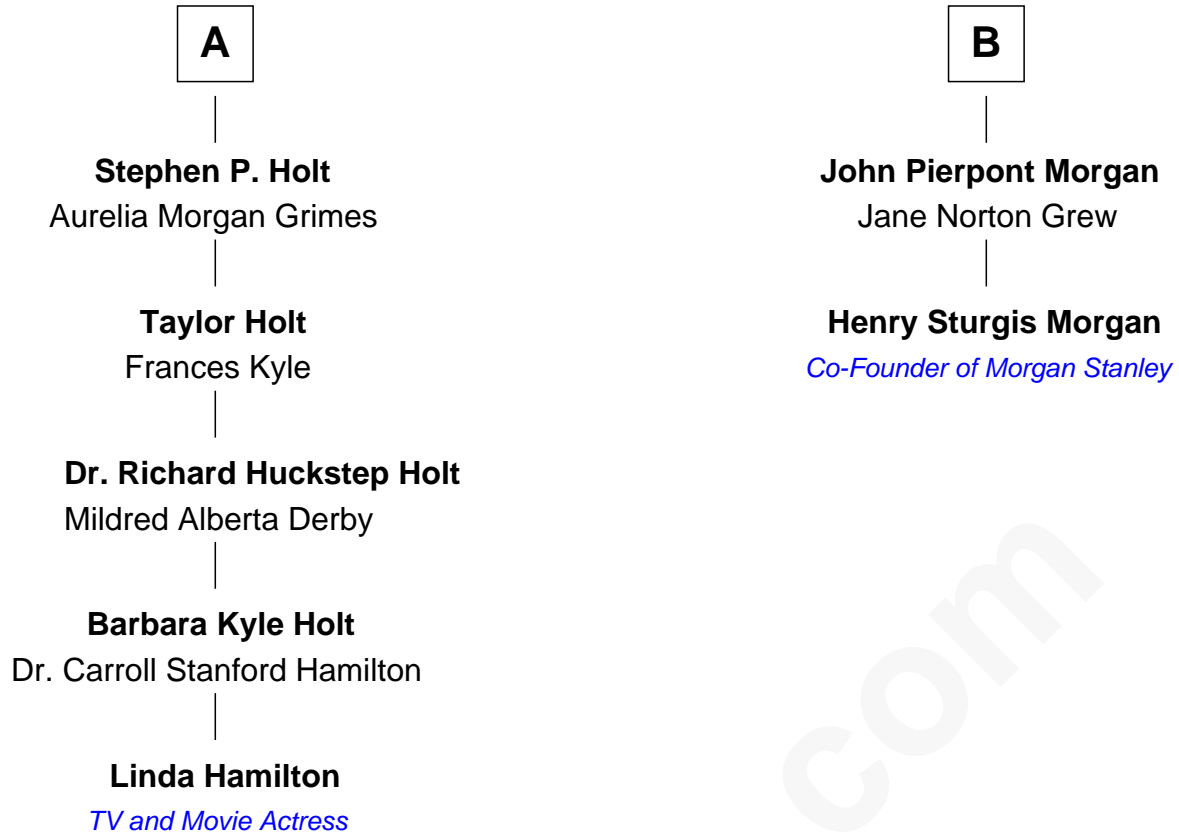 A
Stephen P. Holt
Aurelia Morgan Grimes
Taylor Holt
Frances Kyle
Dr. Richard Huckstep Holt
Mildred Alberta Derby
Barbara Kyle Holt
Dr. Carroll Stanford Hamilton
Linda Hamilton
TV and Movie Actress
B
John Pierpont Morgan
Jane Norton Grew
Henry Sturgis Morgan
Co-Founder of Morgan Stanley
com